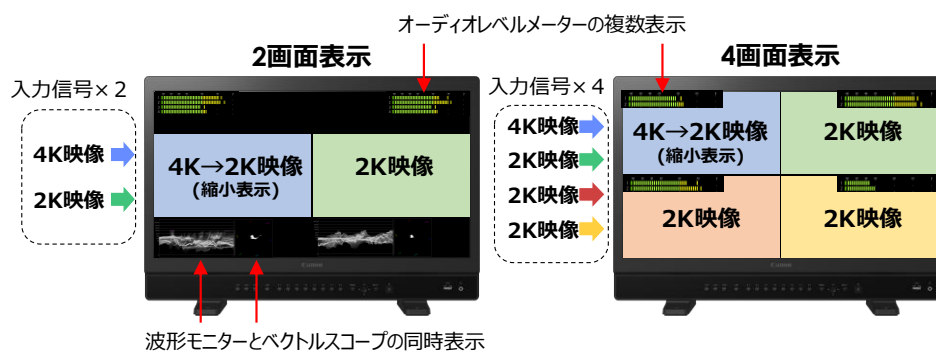 オーディオレベルメーターの複数表示
2画面表示
4画面表示
入力信号×2
4K映像
2K映像
4K→2K映像
(縮小表示)
2K映像
Canon
波形モニターとベクトルスコープの同時表示
入力信号×4
4K映像
2K映像
2K映像
2K映像
4K→2K映像
(縮小表示)
2K映像
2K映像
2K映像
Canon